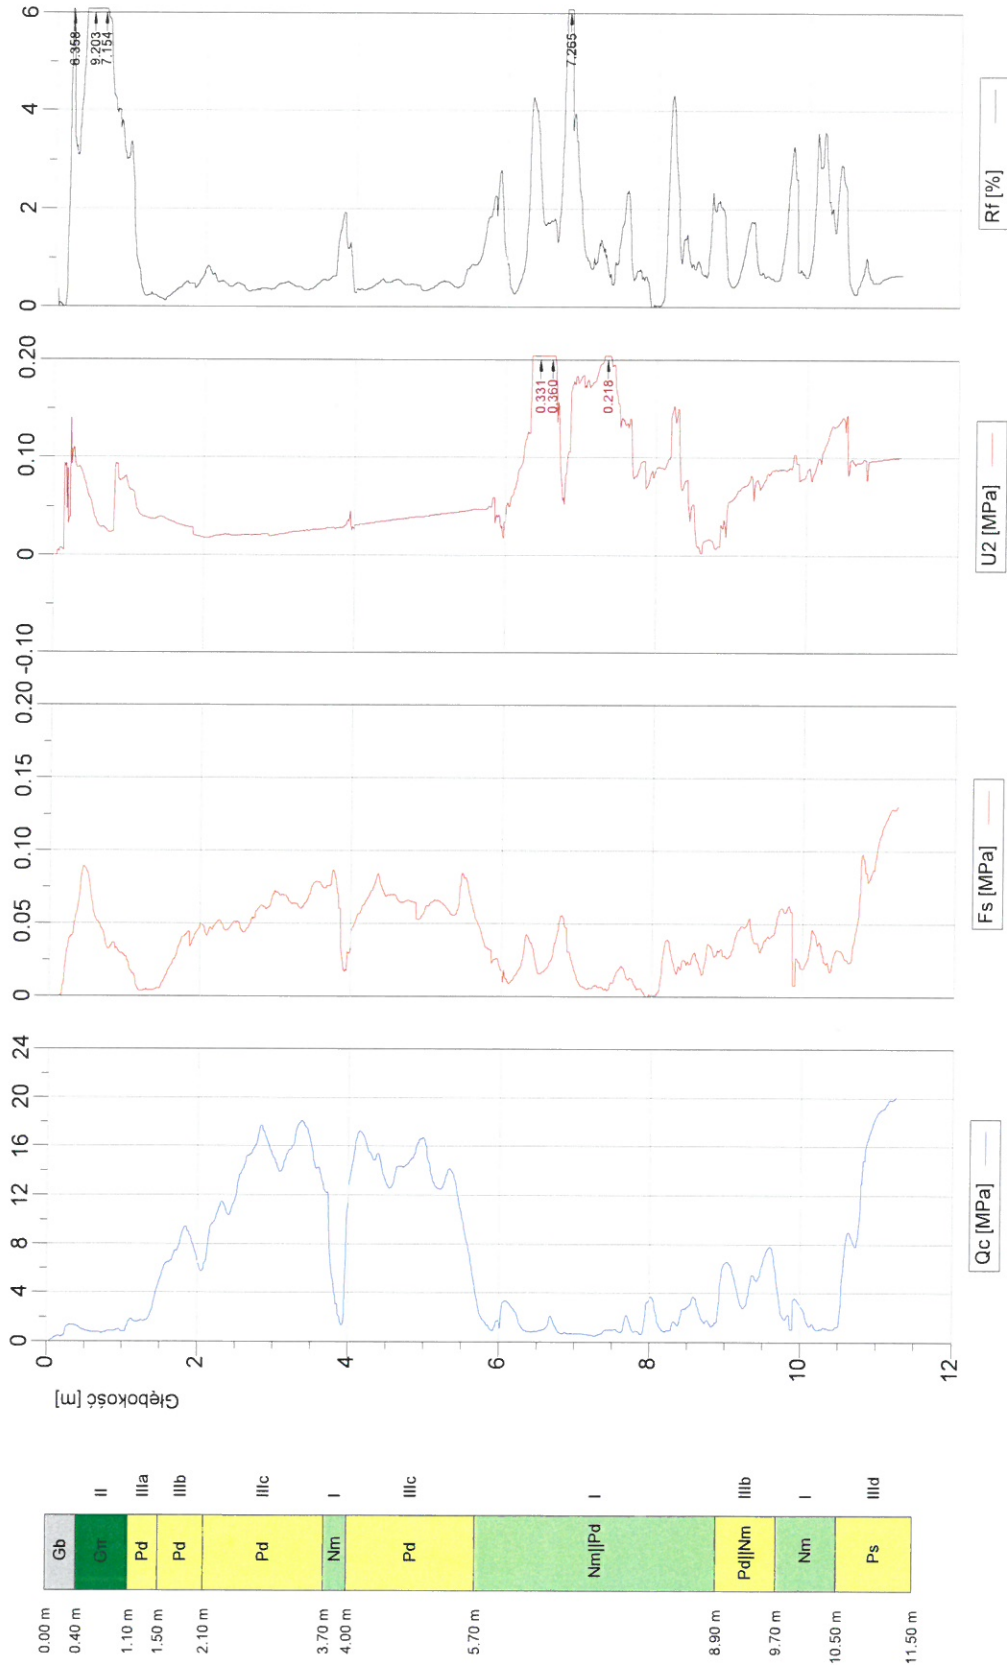 0.00 m
0.40 m
1.10 m
1.50 m
2.10 m
3.70 m
4.00 m
5.70 m
8.90 m
9.70 m
10.50 m
11.50 m
Gb
Gπ
Pd
Pd
Pd
Nm
Pd
Nm||Pd
Pd||Nm
Nm
Ps
II
IIIa
IIIb
IIIc
I
IIIc
I
IIIb
I
IIId
Głębokość [m]
0
2
4
6
8
10
12
0 4 8 12 16 20 24
Qc [MPa]
0 0.05 0.10 0.15 0.20
Fs [MPa]
-0.10 0 0.10 0.20
0.331
0.360
0.218
U2 [MPa]
0 2 4 6
9.203
7.154
7.265
Rf [%]